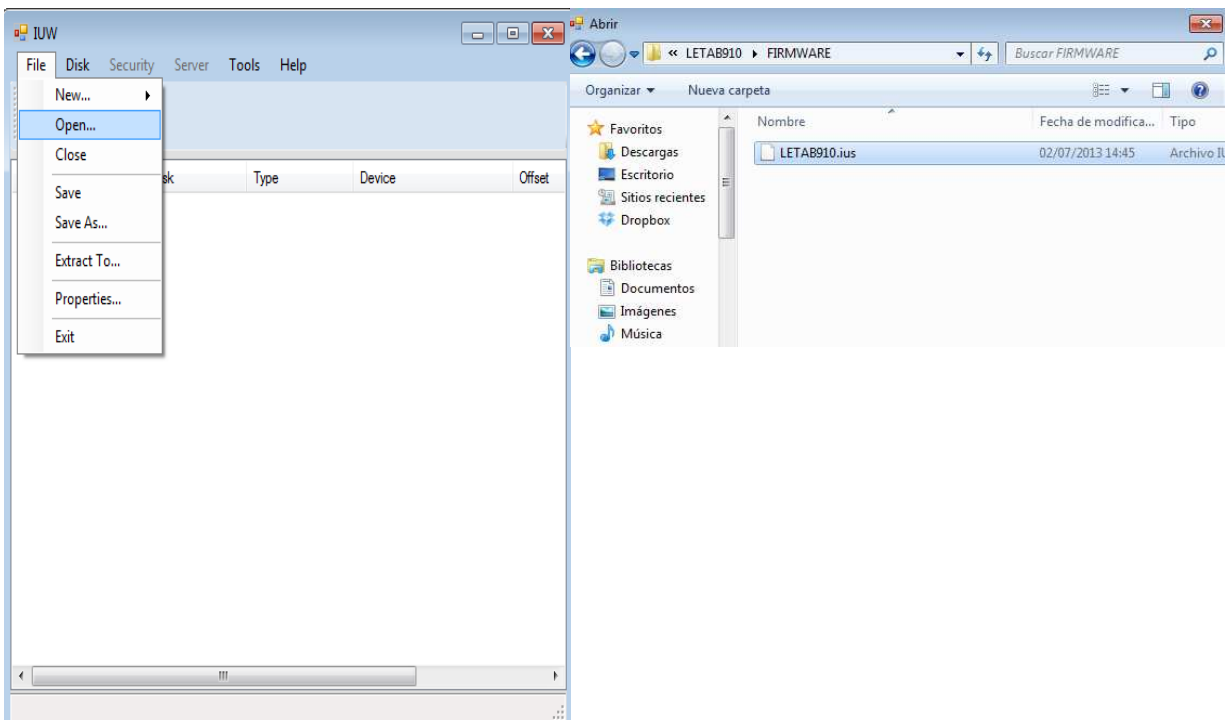 IUW
File Disk Security Server Tools Help
New...
Open...
Close
Save
Save As...
Extract To...
Properties...
Exit
sk Type Device Offset
Abrir
« LETAB910 FIRMWARE
Buscar FIRMWARE
Organizar Nueva carpeta
Favoritos
Descargas
Escritorio
Sitios recientes
Dropbox
Bibliotecas
Documentos
Imágenes
Música
Nombre Fecha de modifica... Tipo
LETAB910.ius 02/07/2013 14:45 Archivo IU